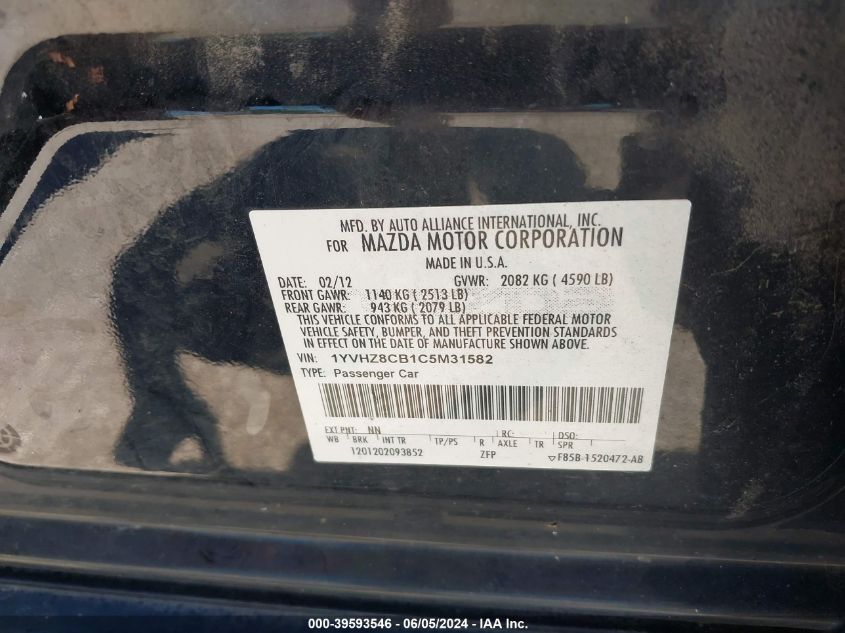 MFD. BY AUTO ALLIANCE INTERNATIONAL, INC.
FOR MAZDA MOTOR CORPORATION
MADE IN U.S.A.
DATE: 02/12 GVWR: 2082 KG ( 4590 LB)
FRONT GAWR: 1140 KG ( 2513 LB)
REAR GAWR: 943 KG ( 2079 LB)
THIS VEHICLE CONFORMS TO ALL APPLICABLE FEDERAL MOTOR
VEHICLE SAFETY, BUMPER, AND THEFT PREVENTION STANDARDS
IN EFFECT ON THE DATE OF MANUFACTURE SHOWN ABOVE.
VIN: 1YVHZ8CB1C5M31582
TYPE: Passenger Car
EXT PNT: NN RC: DSO:
WB BRK INT TR TP/PS R AXLE TR SPR
1201202093852 ZFP ▽F85B-1520472-AB
000-39593546 - 06/05/2024 - IAA Inc.